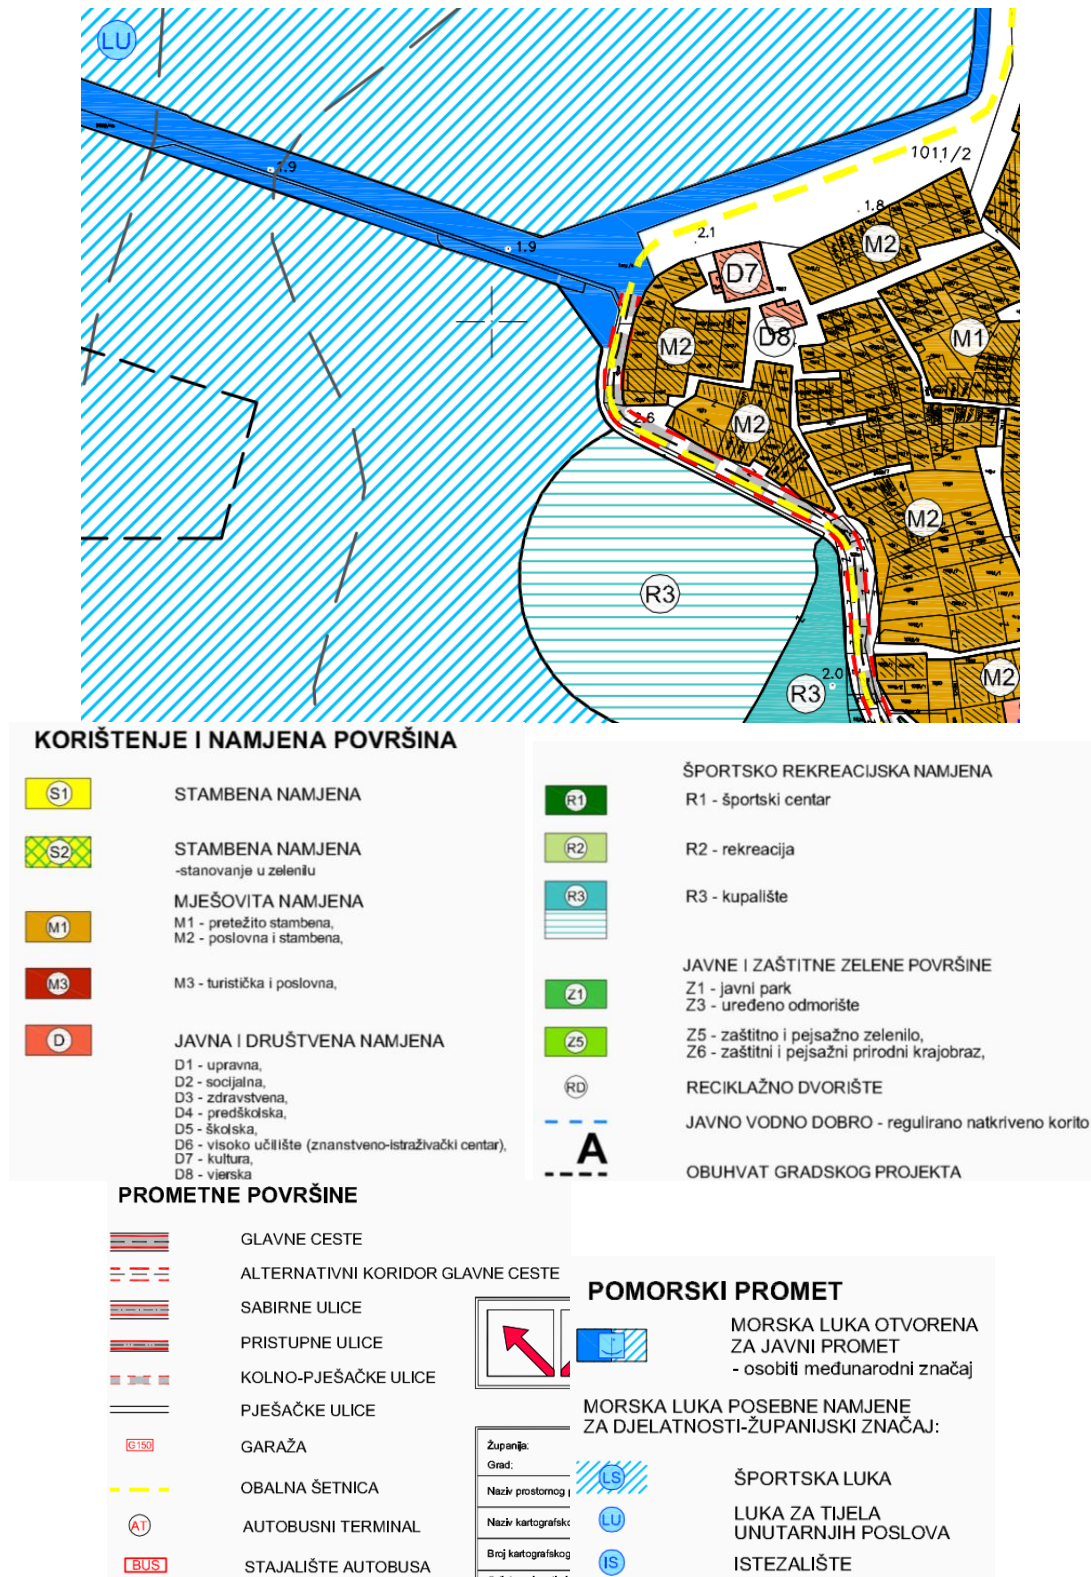 LU
1011/2
1.9
1.8
2.1
M2
1.9
D7
D8
M1
M2
2.6
M2
M2
R3
2.0
M2
R3
KORIŠTENJE I NAMJENA POVRŠINA
S1 STAMBENA NAMJENA
S2 STAMBENA NAMJENA
-stanovanje u zelenilu
MJEŠOVITA NAMJENA
M1 M1 - pretežito stambena,
M2 - poslovna i stambena,
M3 M3 - turistička i poslovna,
D JAVNA I DRUŠTVENA NAMJENA
D1 - upravna,
D2 - socijalna,
D3 - zdravstvena,
D4 - predškolska,
D5 - školska,
D6 - visoko učilište (znanstveno-istraživački centar),
D7 - kultura,
D8 - vjerska
ŠPORTSKO REKREACIJSKA NAMJENA
R1 R1 - športski centar
R2 R2 - rekreacija
R3 R3 - kupalište
JAVNE I ZAŠTITNE ZELENE POVRŠINE
Z1 Z1 - javni park
Z3 - uređeno odmorište
Z5 Z5 - zaštitno i pejsažno zelenilo,
Z6 - zaštitni i pejsažni prirodni krajobraz,
RD RECIKLAŽNO DVORIŠTE
JAVNO VODNO DOBRO - regulirano natkriveno korito
A
OBUHVAT GRADSKOG PROJEKTA
PROMETNE POVRŠINE
GLAVNE CESTE
ALTERNATIVNI KORIDOR GLAVNE CESTE
SABIRNE ULICE
PRISTUPNE ULICE
KOLNO-PJEŠAČKE ULICE
PJEŠAČKE ULICE
G150 GARAŽA
OBALNA ŠETNICA
AT AUTOBUSNI TERMINAL
BUS STAJALIŠTE AUTOBUSA
Županija:
Grad:
Naziv prostornog
Naziv kartografsk
Broj kartografskog
POMORSKI PROMET
MORSKA LUKA OTVORENA
ZA JAVNI PROMET
- osobiti međunarodni značaj
MORSKA LUKA POSEBNE NAMJENE
ZA DJELATNOSTI-ŽUPANIJSKI ZNAČAJ:
LS ŠPORTSKA LUKA
LU LUKA ZA TIJELA
UNUTARNJIH POSLOVA
IS ISTEZALIŠTE